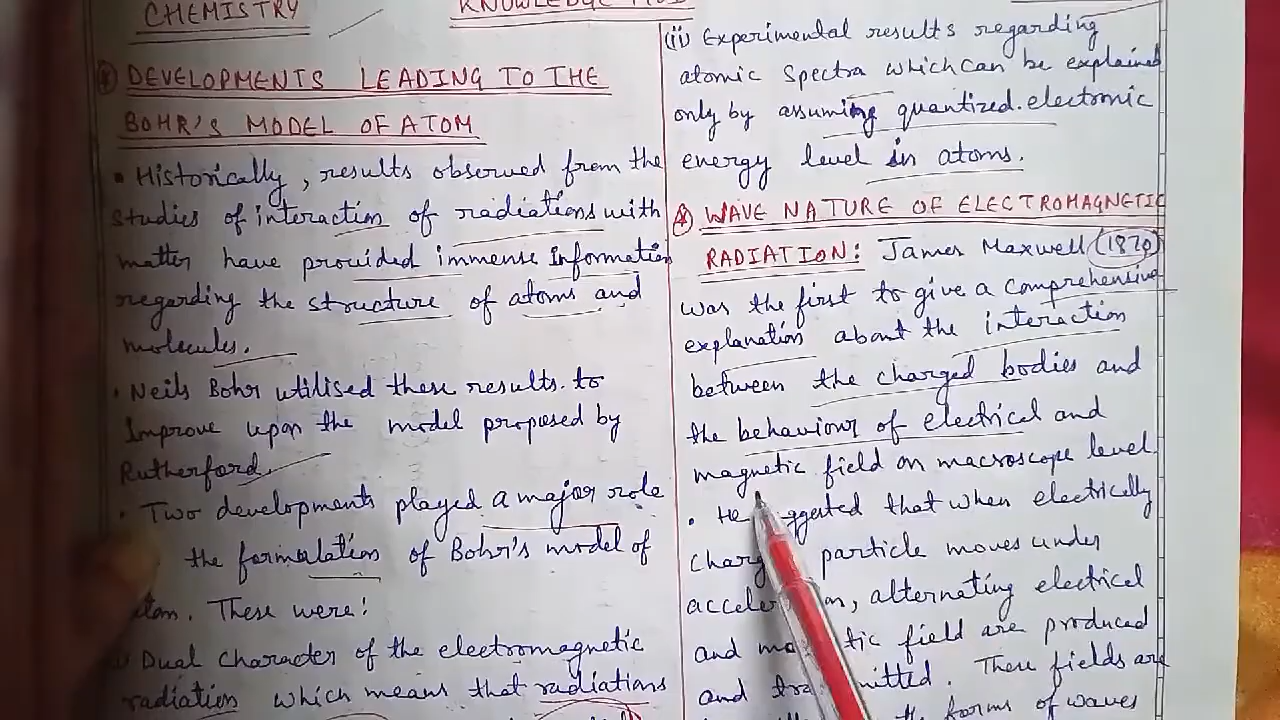 CHEMISTRY
DEVELOPMENTS LEADING TO THE
BOHR'S MODEL OF ATOM
• Historically, results observed from the
studies of interaction of radiations with
matter have provided immense information
regarding the structure of atoms and
molecules.
• Neils Bohr utilised these results to
Improve upon the model proposed by
Rutherford.
• Two developments played a major role
the formulation of Bohr's model of
atom. These were:
Dual character of the electromagnetic
radiation which means that radiations
(ii) Experimental results regarding
atomic spectra which can be explained
only by assuming quantized electronic
energy level in atoms.
WAVE NATURE OF ELECTROMAGNETIC
RADIATION: James Maxwell (1870)
was the first to give a comprehensive
explanation about the interaction
between the charged bodies and
the behaviour of electrical and
magnetic field on macroscope level.
• He
particle moves under
alternating electrical
and field are produced
and These fields are
the forms of waves